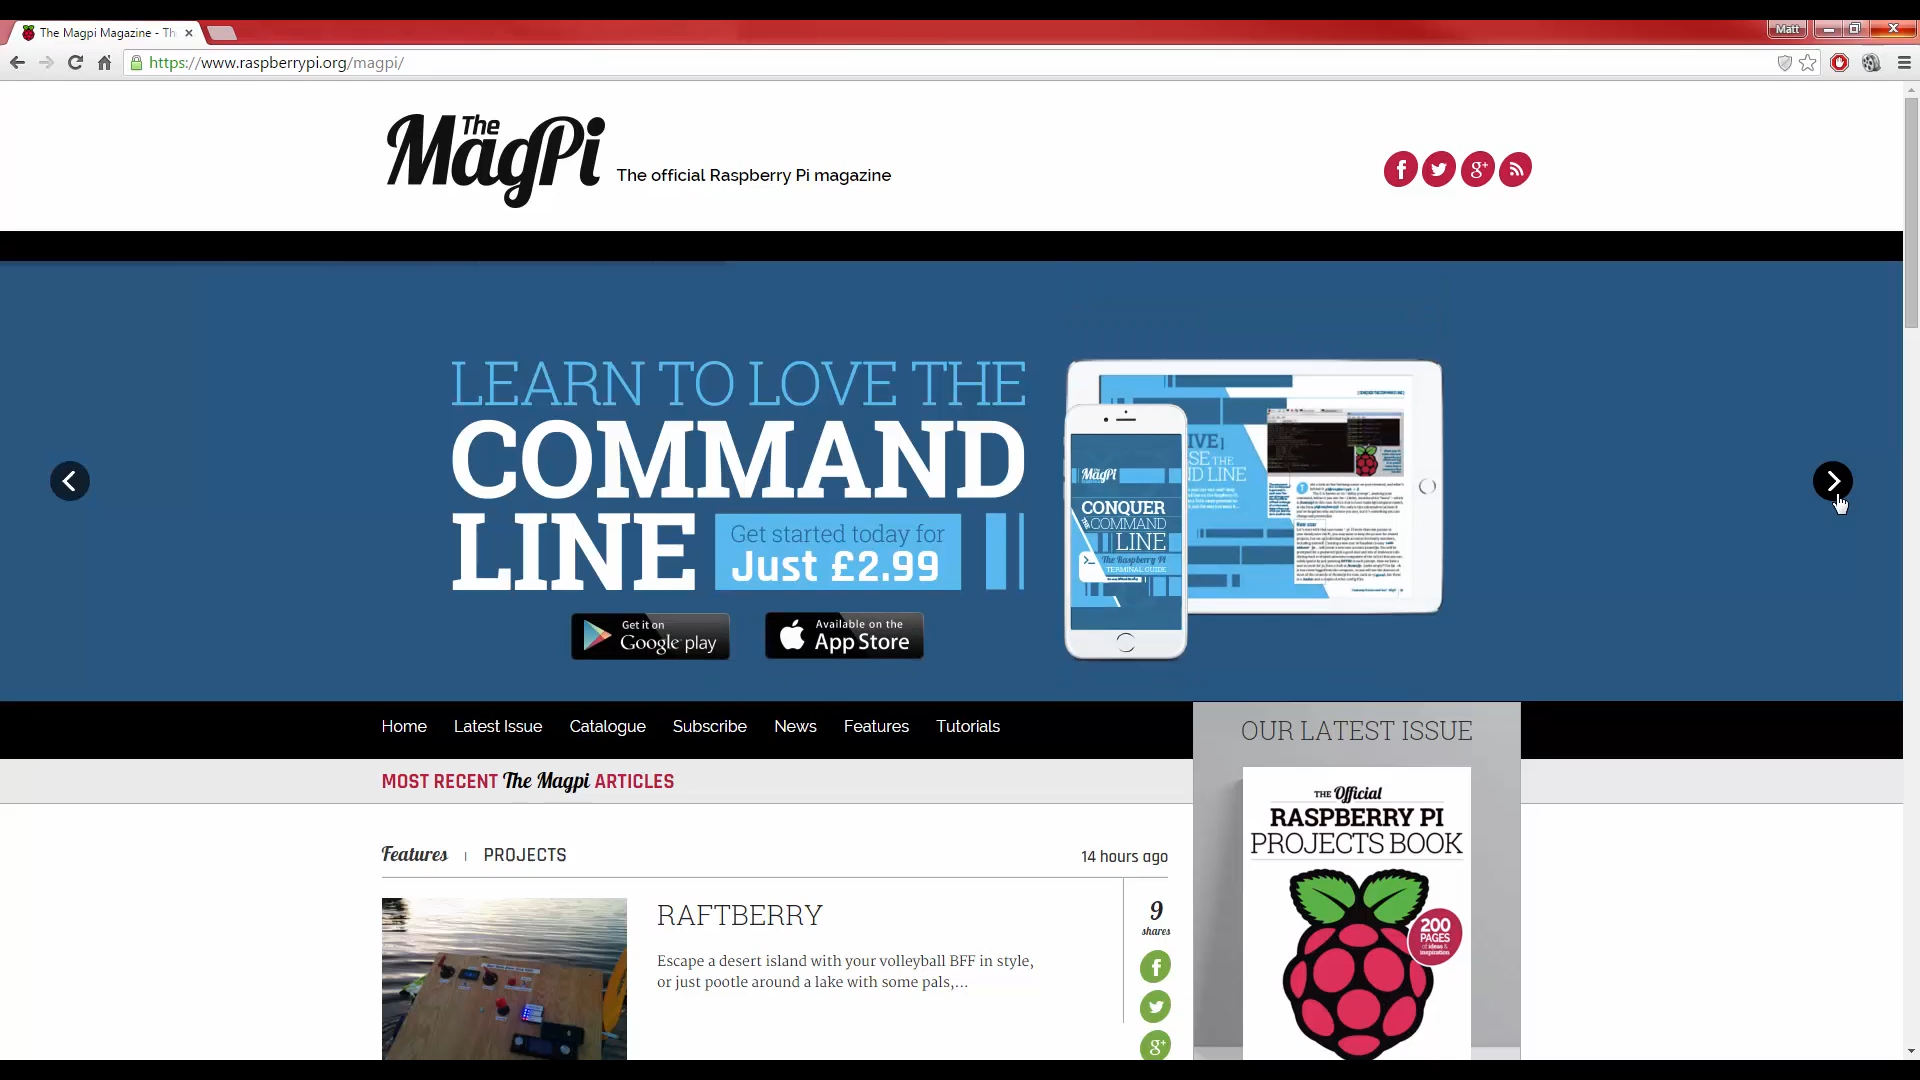 The Magpi Magazine - Th
Matt
https://www.raspberrypi.org/magpi/
The MagPi
The official Raspberry Pi magazine
LEARN TO LOVE THE
COMMAND
LINE
Get started today for
Just £2.99
Get it on
Google play
Available on the
App Store
MagPi
CONQUER
THE COMMAND
LINE
The Raspberry Pi
TERMINAL GUIDE
Home
Latest Issue
Catalogue
Subscribe
News
Features
Tutorials
OUR LATEST ISSUE
MOST RECENT The Magpi ARTICLES
THE Official
RASPBERRY PI
PROJECTS BOOK
200
PAGES
of ideas &
inspiration
Features
PROJECTS
14 hours ago
RAFTBERRY
9
shares
Escape a desert island with your volleyball BFF in style,
or just pootle around a lake with some pals,...